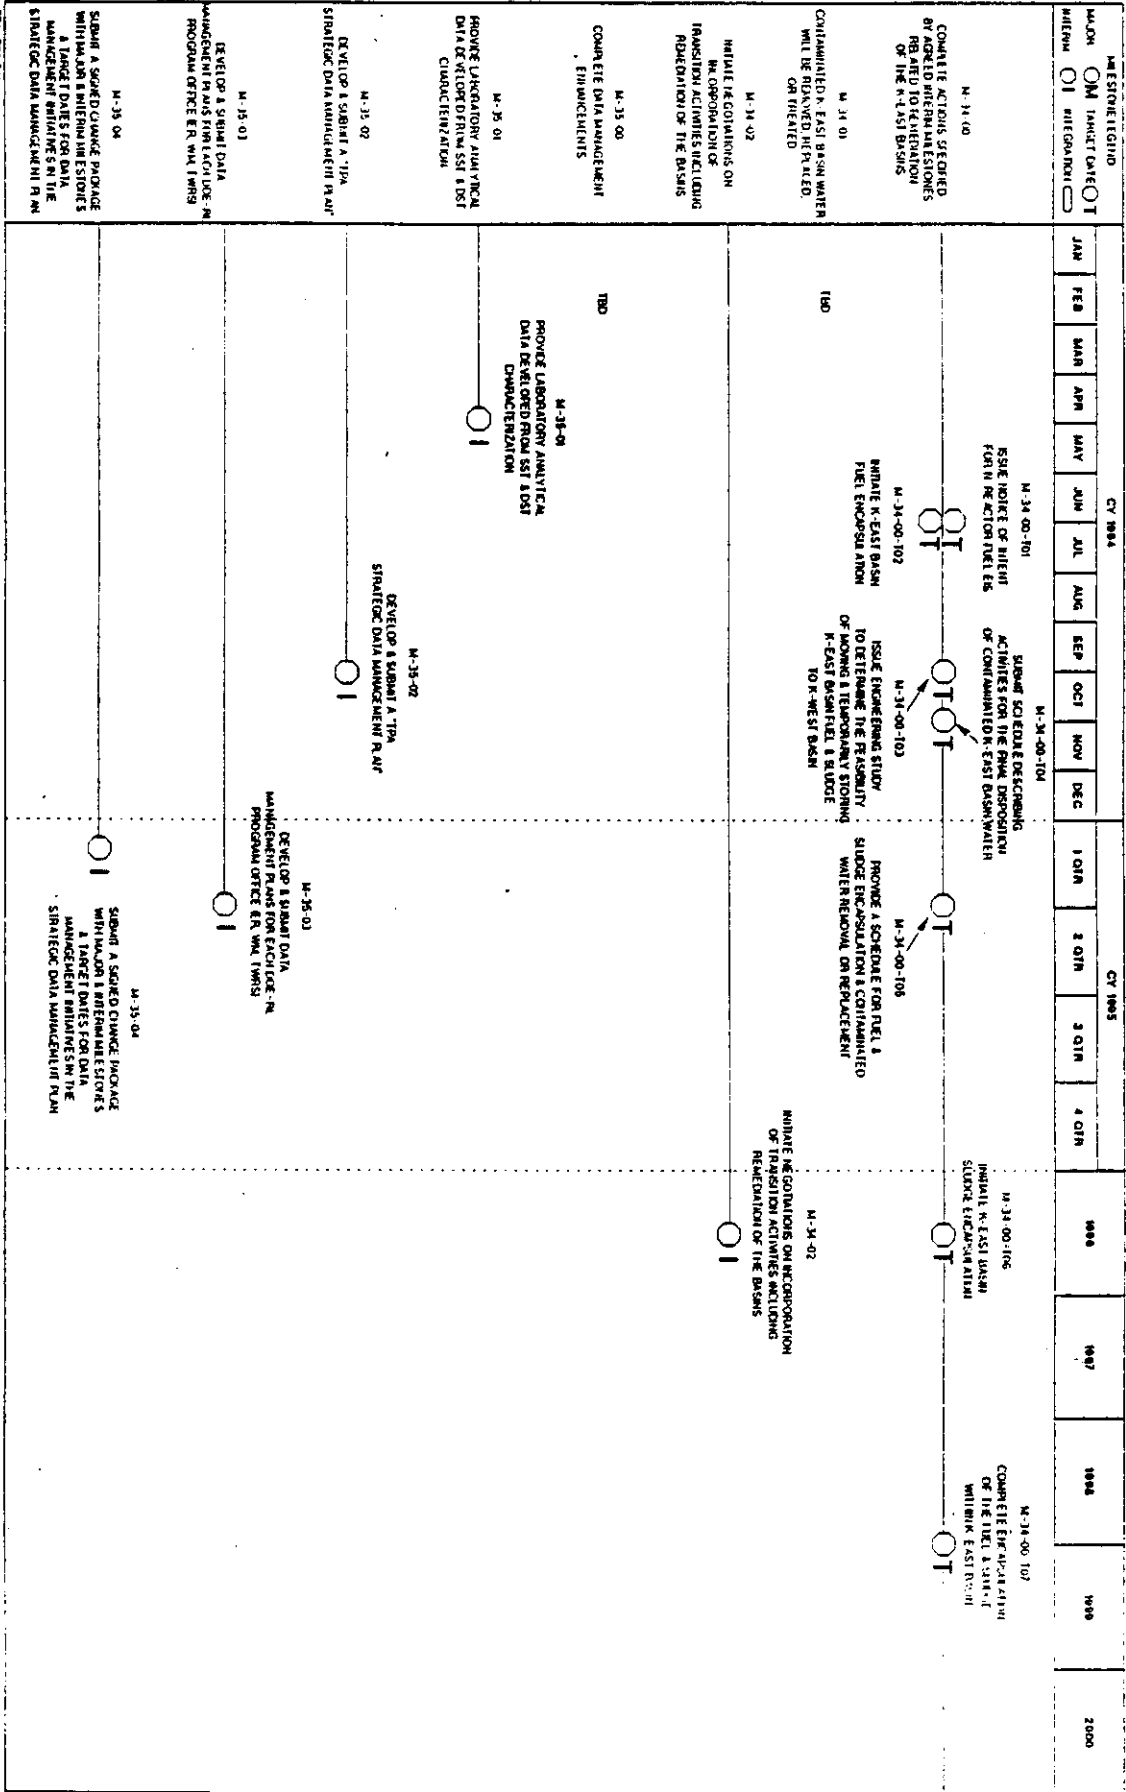 MILESTONE LEGEND
MAJOR M TARGET DATE T
INTERIM I INTEGRATION
CY 1994
CY 1995
JAN FEB MAR APR MAY JUN JUL AUG SEP OCT NOV DEC 1 QTR 2 QTR 3 QTR 4 QTR 1996 1997 1998 1999 2000
M-34-00
COMPLETE ACTIONS SPECIFIED
BY AGREED INTERIM MILESTONES
RELATED TO REMEDIATION
OF THE K-EAST BASINS
M-34-00-T01
ISSUE NOTICE OF INTENT
FOR N REACTOR FUEL EIS
T
T
M-34-00-T02
INITIATE K-EAST BASIN
FUEL ENCAPSULATION
M-34-00-T04
SUBMIT SCHEDULE DESCRIBING
ACTIVITIES FOR THE FINAL DISPOSITION
OF CONTAMINATED K-EAST BASIN WATER
T
T
M-34-00-T03
ISSUE ENGINEERING STUDY
TO DETERMINE THE FEASIBILITY
OF MOVING & TEMPORARILY STORING
K-EAST BASIN FUEL & SLUDGE
TO K-WEST BASIN
T
M-34-00-T05
PROVIDE A SCHEDULE FOR FUEL &
SLUDGE ENCAPSULATION & CONTAMINATED
WATER REMOVAL OR REPLACEMENT
M-34-00-T06
INITIATE K-EAST BASIN
SLUDGE ENCAPSULATION
T
M-34-00-T07
COMPLETE ENCAPSULATION
OF THE FUEL & SLUDGE
WITHIN K EAST BASIN
T
M-34-01
CONTAMINATED K-EAST BASIN WATER
WILL BE REMOVED, REPLACED,
OR TREATED
TBD
M-34-02
INITIATE NEGOTIATIONS ON
INCORPORATION OF
TRANSITION ACTIVITIES INCLUDING
REMEDIATION OF THE BASINS
M-34-02
INITIATE NEGOTIATIONS ON INCORPORATION
OF TRANSITION ACTIVITIES INCLUDING
REMEDIATION OF THE BASINS
I
M-35-00
COMPLETE DATA MANAGEMENT
ENHANCEMENTS
TBD
M-35-01
PROVIDE LABORATORY ANALYTICAL
DATA DEVELOPED FROM SST & DST
CHARACTERIZATION
M-35-01
PROVIDE LABORATORY ANALYTICAL
DATA DEVELOPED FROM SST & DST
CHARACTERIZATION
I
M-35-02
DEVELOP & SUBMIT A "TPA
STRATEGIC DATA MANAGEMENT PLAN"
M-35-02
DEVELOP & SUBMIT A "TPA
STRATEGIC DATA MANAGEMENT PLAN"
I
M-35-03
DEVELOP & SUBMIT DATA
MANAGEMENT PLANS FOR EACH DOE-RL
PROGRAM OFFICE (ER, WM, TWRS)
M-35-03
DEVELOP & SUBMIT DATA
MANAGEMENT PLANS FOR EACH DOE-RL
PROGRAM OFFICE (ER, WM, TWRS)
I
M-35-04
SUBMIT A SIGNED CHANGE PACKAGE
WITH MAJOR & INTERIM MILESTONES
& TARGET DATES FOR DATA
MANAGEMENT INITIATIVES IN THE
STRATEGIC DATA MANAGEMENT PLAN
I
M-35-04
SUBMIT A SIGNED CHANGE PACKAGE
WITH MAJOR & INTERIM MILESTONES
& TARGET DATES FOR DATA
MANAGEMENT INITIATIVES IN THE
STRATEGIC DATA MANAGEMENT PLAN